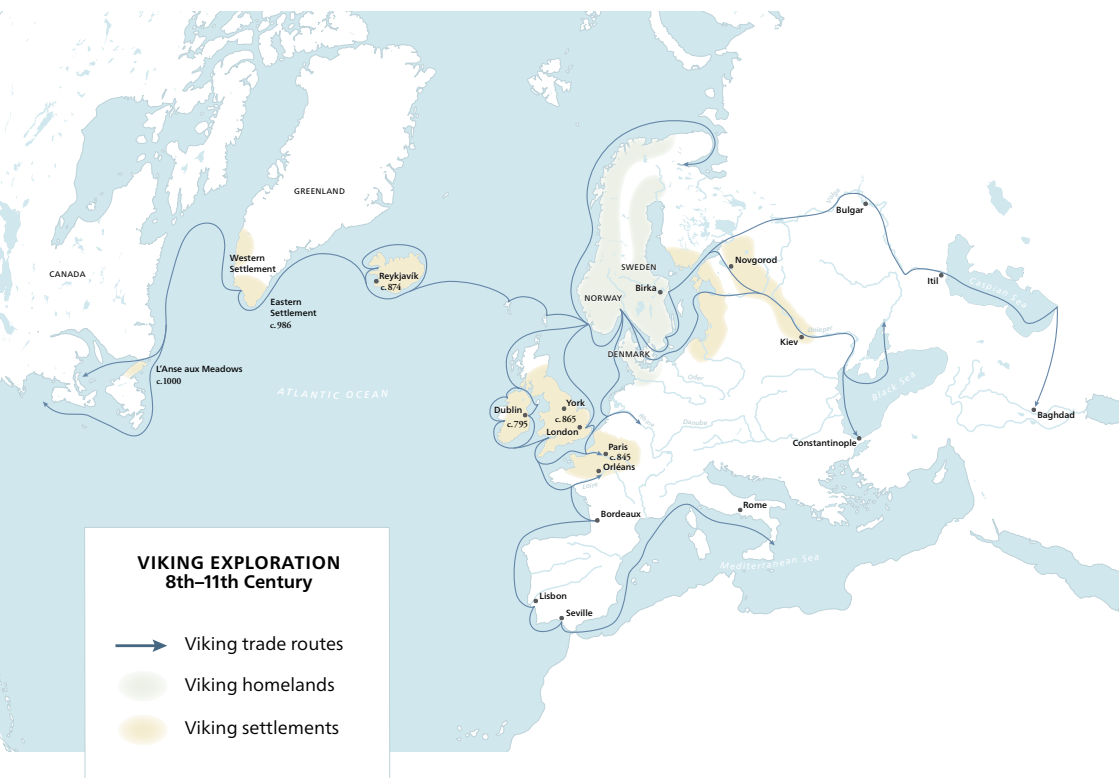 GREENLAND
CANADA
Western
Settlement
Eastern
Settlement
c.986
Reykjavík
c.874
L'Anse aux Meadows
c.1000
ATLANTIC OCEAN
NORWAY
SWEDEN
Birka
DENMARK
Novgorod
Bulgar
Volga
Itil
Caspian Sea
Kiev
Dnieper
Black Sea
Baghdad
Constantinople
Oder
Danube
Dublin
c.795
York
c.865
London
Paris
c.845
Orléans
Loire
Bordeaux
Rome
Mediterranean Sea
Lisbon
Seville
VIKING EXPLORATION
8th–11th Century
Viking trade routes
Viking homelands
Viking settlements